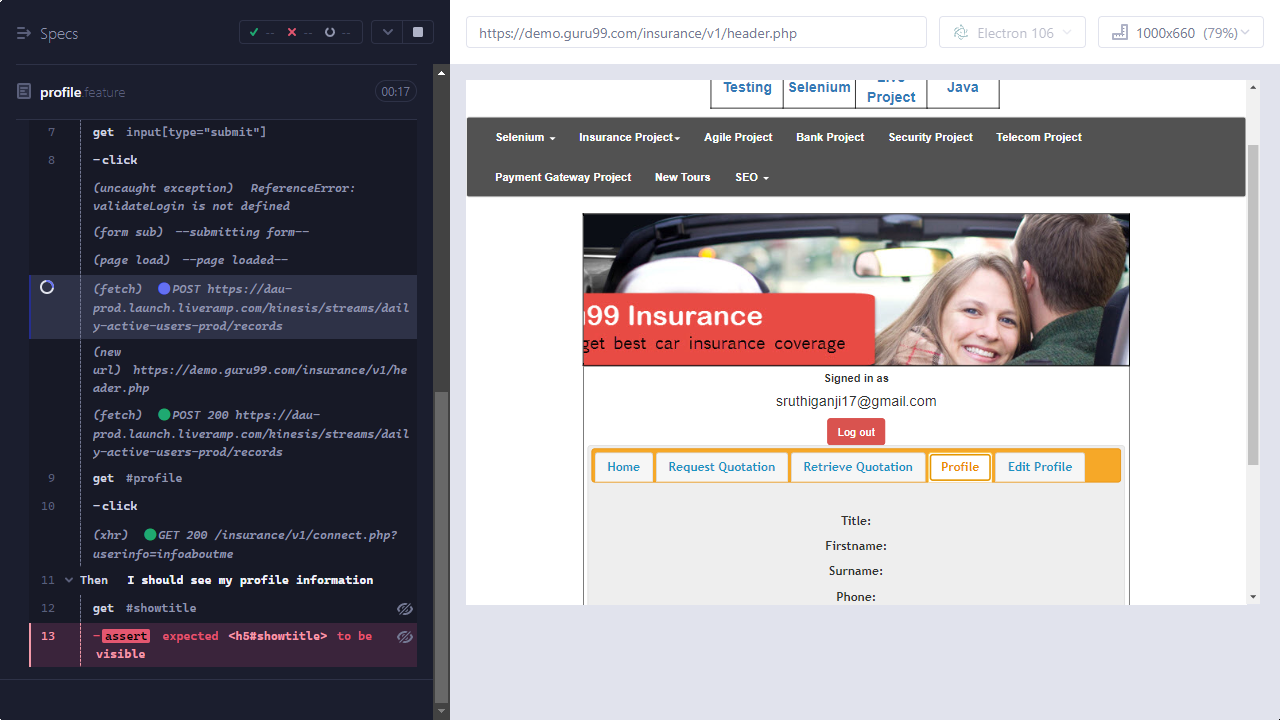 Specs
-- -- --
profile feature 00:17
7 get input[type="submit"]
8 -click
(uncaught exception) ReferenceError:
validateLogin is not defined
(form sub) --submitting form--
(page load) --page loaded--
(fetch) POST https://dau-
prod.launch.liveramp.com/kinesis/streams/dail
y-active-users-prod/records
(new
url) https://demo.guru99.com/insurance/v1/he
ader.php
(fetch) POST 200 https://dau-
prod.launch.liveramp.com/kinesis/streams/dail
y-active-users-prod/records
9 get #profile
10 -click
(xhr) GET 200 /insurance/v1/connect.php?
userinfo=infoaboutme
11 Then I should see my profile information
12 get #showtitle
13 -assert expected <h5#showtitle> to be
visible
https://demo.guru99.com/insurance/v1/header.php
Electron 106
1000x660 (79%)
Testing Selenium Live Project Java
Selenium Insurance Project Agile Project Bank Project Security Project Telecom Project
Payment Gateway Project New Tours SEO
u99 Insurance
get best car insurance coverage
Signed in as
sruthiganji17@gmail.com
Log out
Home Request Quotation Retrieve Quotation Profile Edit Profile
Title:
Firstname:
Surname:
Phone: